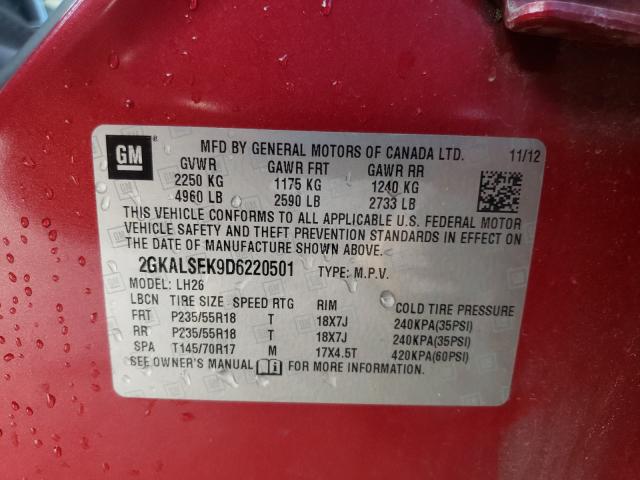 GM
MFD BY GENERAL MOTORS OF CANADA LTD. 11/12
GVWR GAWR FRT GAWR RR
2250 KG 1175 KG 1240 KG
4960 LB 2590 LB 2733 LB
THIS VEHICLE CONFORMS TO ALL APPLICABLE U.S. FEDERAL MOTOR
VEHICLE SAFETY AND THEFT PREVENTION STANDARDS IN EFFECT ON
THE DATE OF MANUFACTURE SHOWN ABOVE.
2GKALSEK9D6220501 TYPE: M.P.V.
MODEL: LH26
LBCN TIRE SIZE SPEED RTG RIM COLD TIRE PRESSURE
FRT P235/55R18 T 18X7J 240KPA(35PSI)
RR P235/55R18 T 18X7J 240KPA(35PSI)
SPA T145/70R17 M 17X4.5T 420KPA(60PSI)
SEE OWNER'S MANUAL FOR MORE INFORMATION.